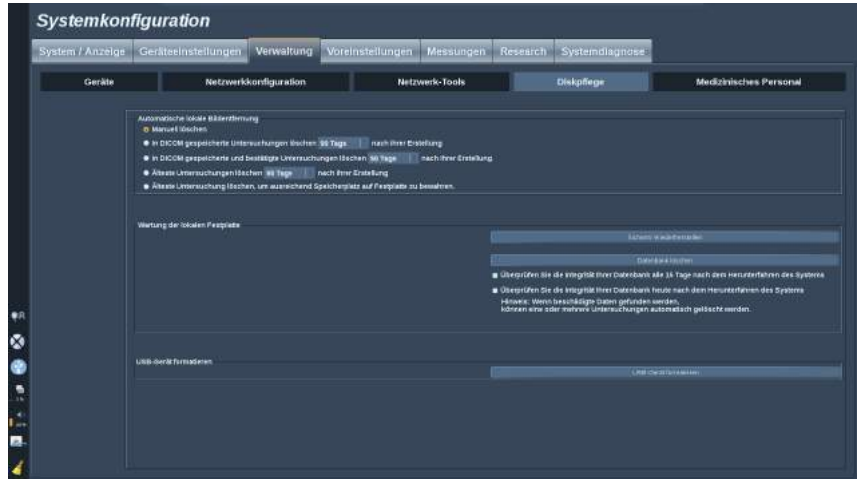 Systemkonfiguration
System / Anzeige Geräteeinstellungen Verwaltung Voreinstellungen Messungen Research Systemdiagnose
Geräte Netzwerkkonfiguration Netzwerk-Tools Diskpflege Medizinisches Personal
Automatische lokale Bildentfernung
Manuell löschen
In DICOM gespeicherte Untersuchungen löschen 90 Tage nach ihrer Erstellung
In DICOM gespeicherte und bestätigte Untersuchungen löschen 90 Tage nach ihrer Erstellung
Älteste Untersuchungen löschen 90 Tage nach ihrer Erstellung
Älteste Untersuchung löschen, um ausreichend Speicherplatz auf Festplatte zu bewahren.
Wartung der lokalen Festplatte
Datenbank löschen
Überprüfen Sie die Integrität Ihrer Datenbank alle 15 Tage nach dem Herunterfahren des Systems
Überprüfen Sie die Integrität Ihrer Datenbank heute nach dem Herunterfahren des Systems
Hinweis: Wenn beschädigte Daten gefunden werden,
können eine oder mehrere Untersuchungen automatisch gelöscht werden.
R
USB-Gerät formatieren
USB-Gerät formatieren